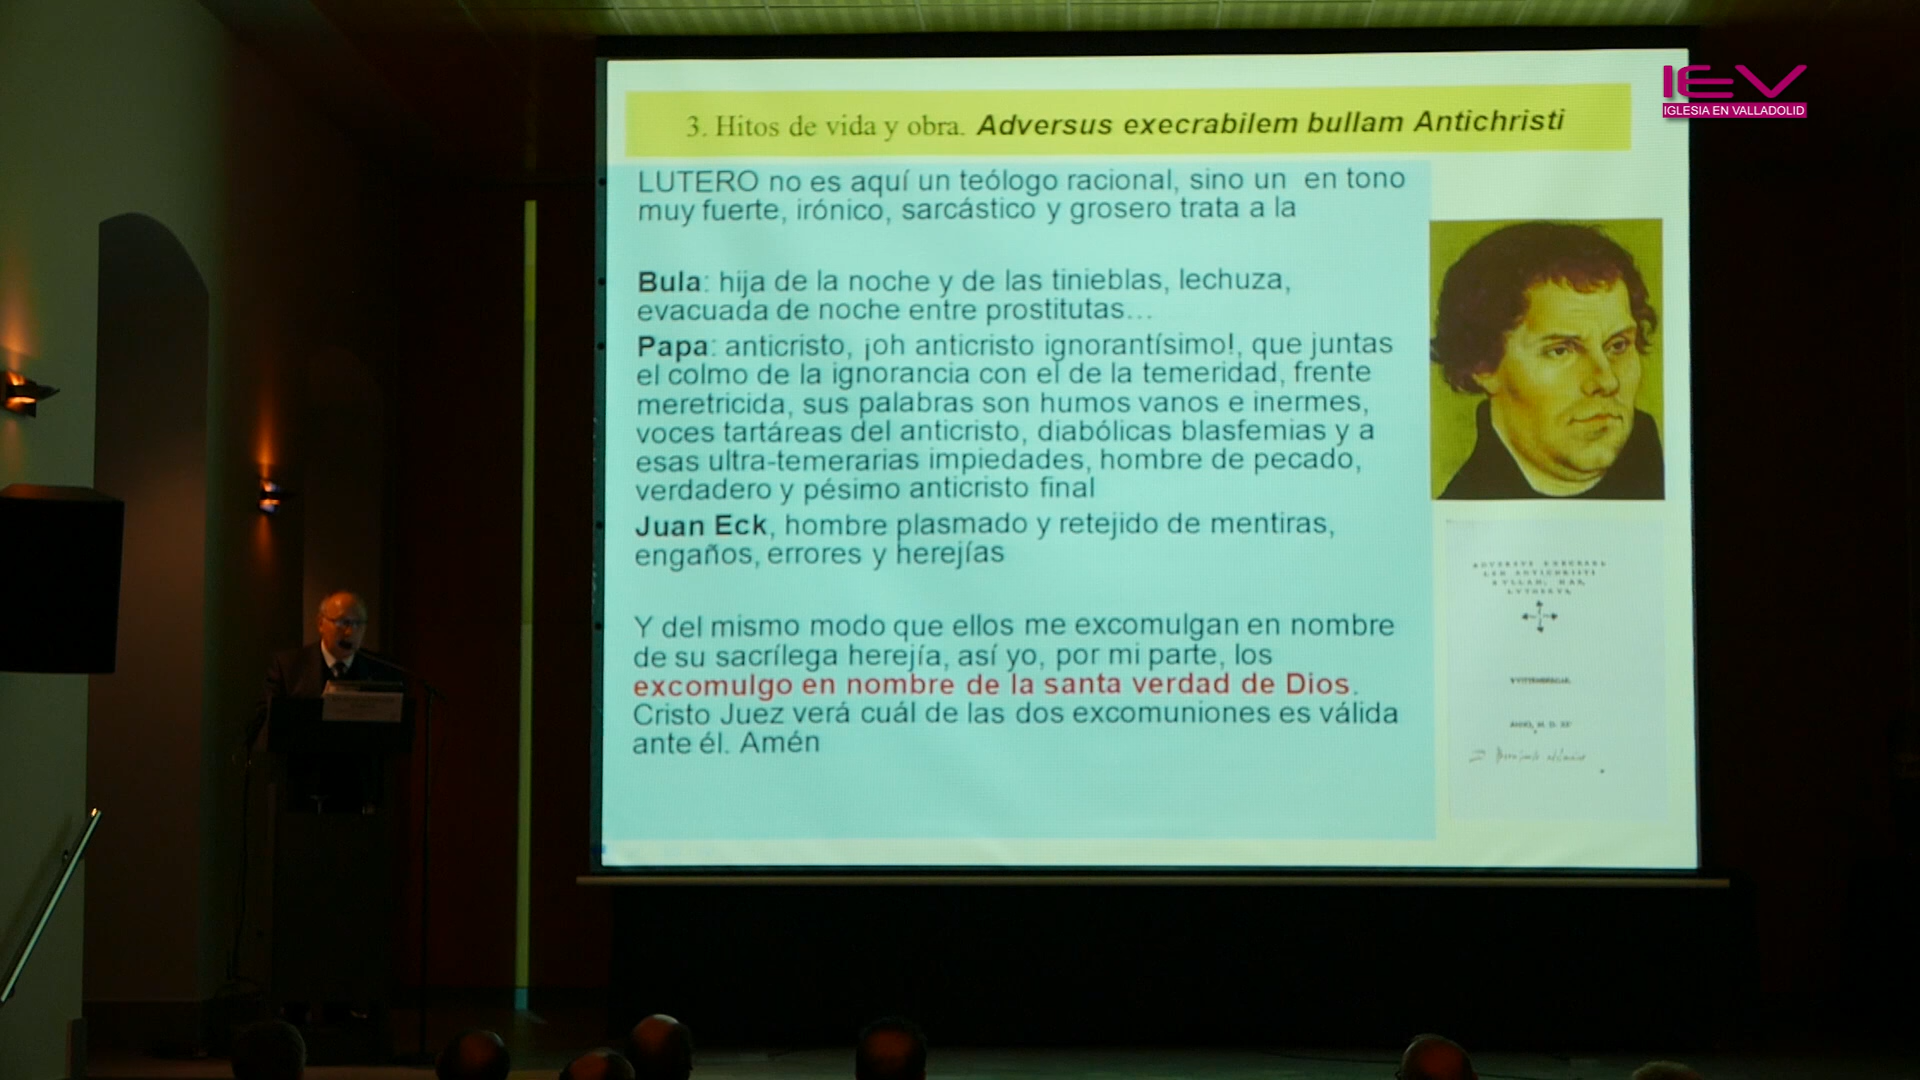 IEV
IGLESIA EN VALLADOLID
3. Hitos de vida y obra. Adversus execrabilem bullam Antichristi
LUTERO no es aquí un teólogo racional, sino un en tono
muy fuerte, irónico, sarcástico y grosero trata a la
Bula: hija de la noche y de las tinieblas, lechuza,
evacuada de noche entre prostitutas...
Papa: anticristo, ¡oh anticristo ignorantísimo!, que juntas
el colmo de la ignorancia con el de la temeridad, frente
meretricida, sus palabras son humos vanos e inermes,
voces tartáreas del anticristo, diabólicas blasfemias y a
esas ultra-temerarias impiedades, hombre de pecado,
verdadero y pésimo anticristo final
Juan Eck, hombre plasmado y retejido de mentiras,
engaños, errores y herejías
Y del mismo modo que ellos me excomulgan en nombre
de su sacrílega herejía, así yo, por mi parte, los
excomulgo en nombre de la santa verdad de Dios.
Cristo Juez verá cuál de las dos excomuniones es válida
ante él. Amén